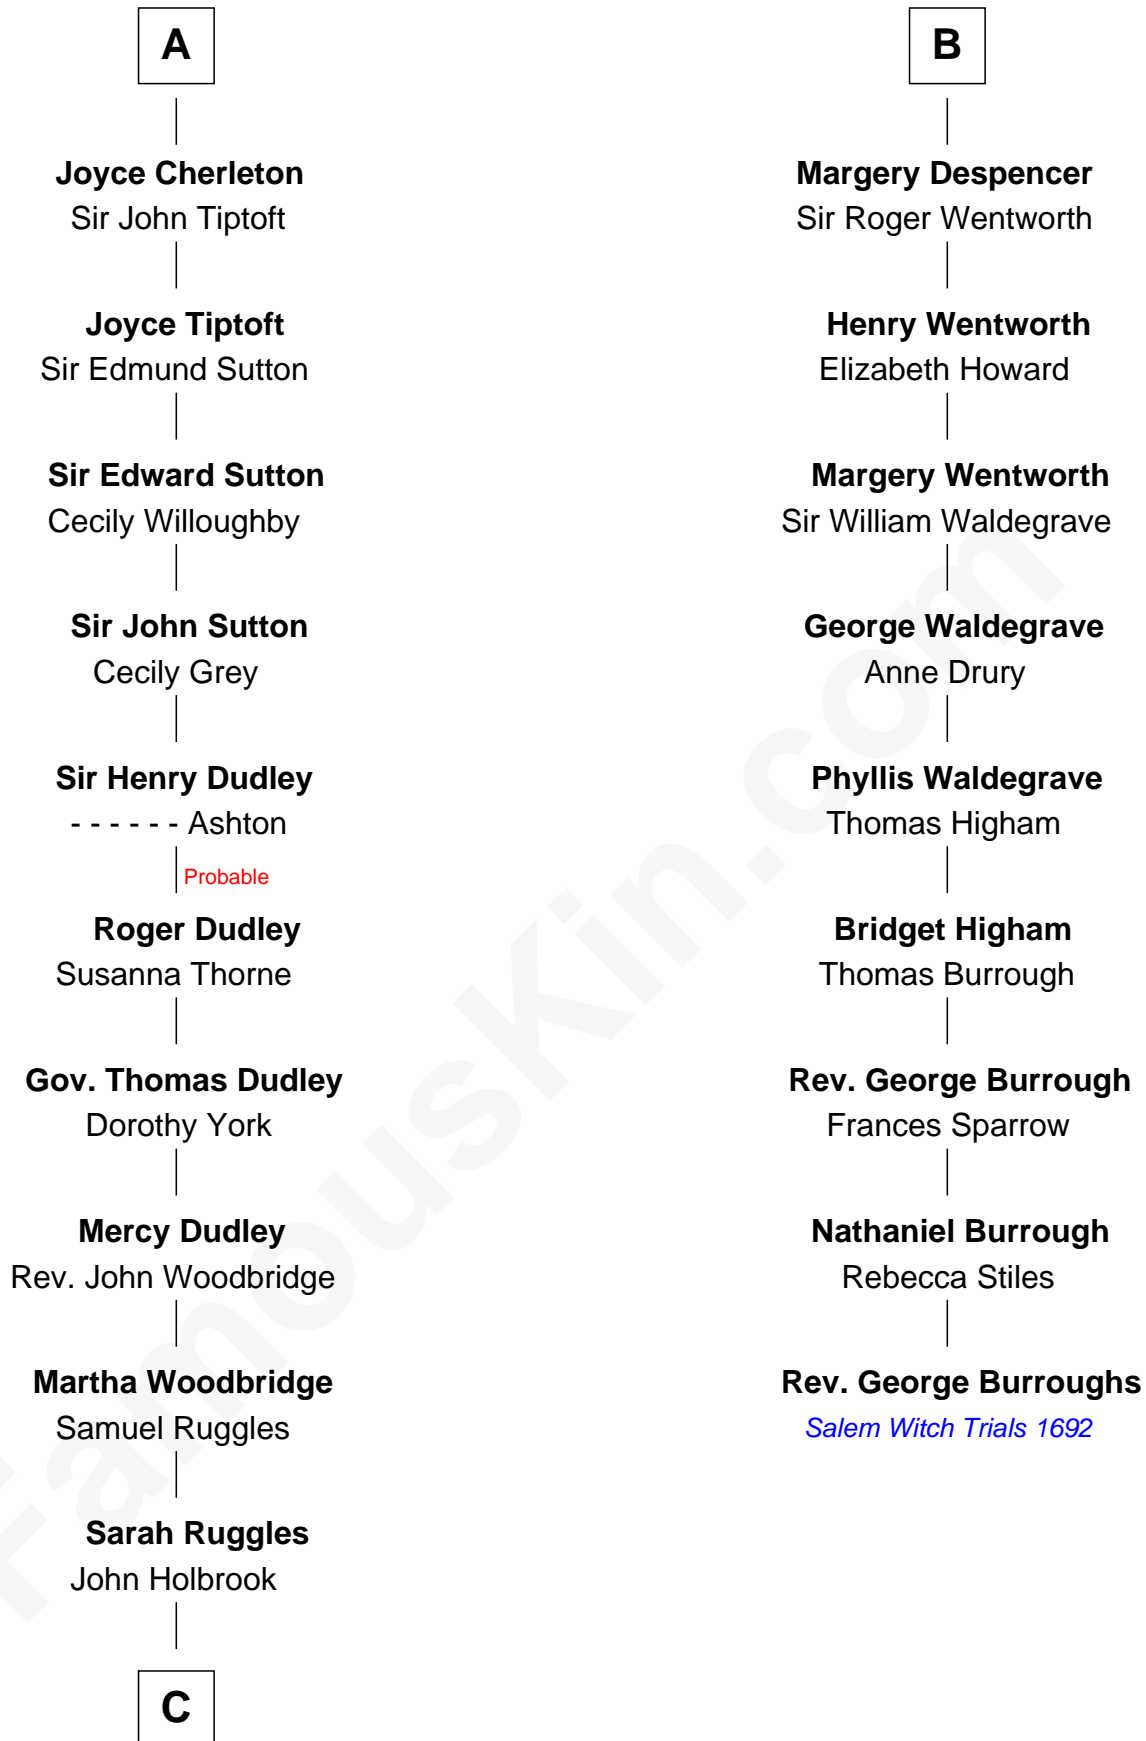 A
Joyce Cherleton
Sir John Tiptoft
Joyce Tiptoft
Sir Edmund Sutton
Sir Edward Sutton
Cecily Willoughby
Sir John Sutton
Cecily Grey
Sir Henry Dudley
- - - - - - Ashton
Probable
Roger Dudley
Susanna Thorne
Gov. Thomas Dudley
Dorothy York
Mercy Dudley
Rev. John Woodbridge
Martha Woodbridge
Samuel Ruggles
Sarah Ruggles
John Holbrook
C
B
Margery Despencer
Sir Roger Wentworth
Henry Wentworth
Elizabeth Howard
Margery Wentworth
Sir William Waldegrave
George Waldegrave
Anne Drury
Phyllis Waldegrave
Thomas Higham
Bridget Higham
Thomas Burrough
Rev. George Burrough
Frances Sparrow
Nathaniel Burrough
Rebecca Stiles
Rev. George Burroughs
Salem Witch Trials 1692
FamousKin.com